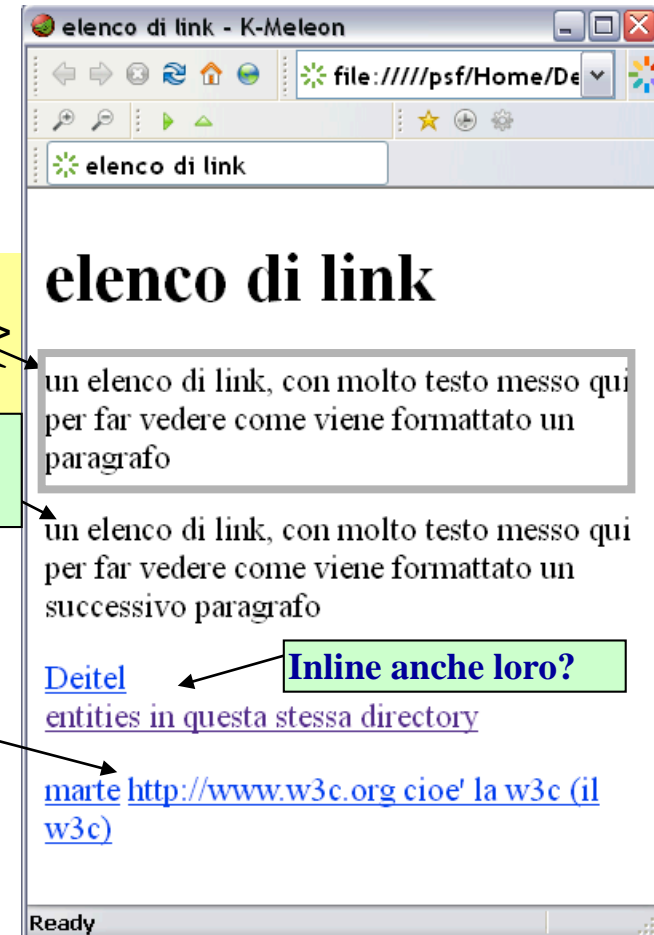 elenco di link - K-Meleon
file://///psf/Home/De
elenco di link
elenco di link
>
un elenco di link, con molto testo messo qui
per far vedere come viene formattato un
paragrafo
un elenco di link, con molto testo messo qui
per far vedere come viene formattato un
successivo paragrafo
Deitel
Inline anche loro?
entities in questa stessa directory
marte http://www.w3c.org cioe' la w3c (il
w3c)
Ready